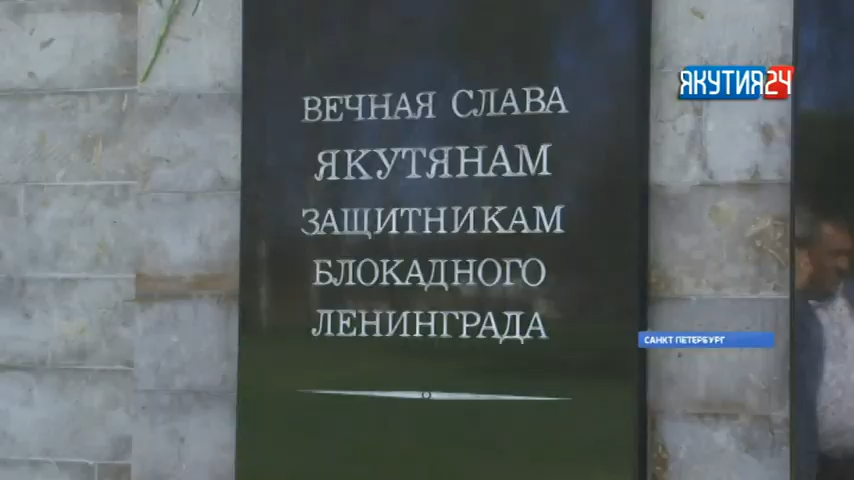 ВЕЧНАЯ СЛАВА
ЯКУТЯНАМ
ЗАЩИТНИКАМ
БЛОКАДНОГО
ЛЕНИНГРАДА
ЯКУТИЯ24
САНКТ ПЕТЕРБУРГ